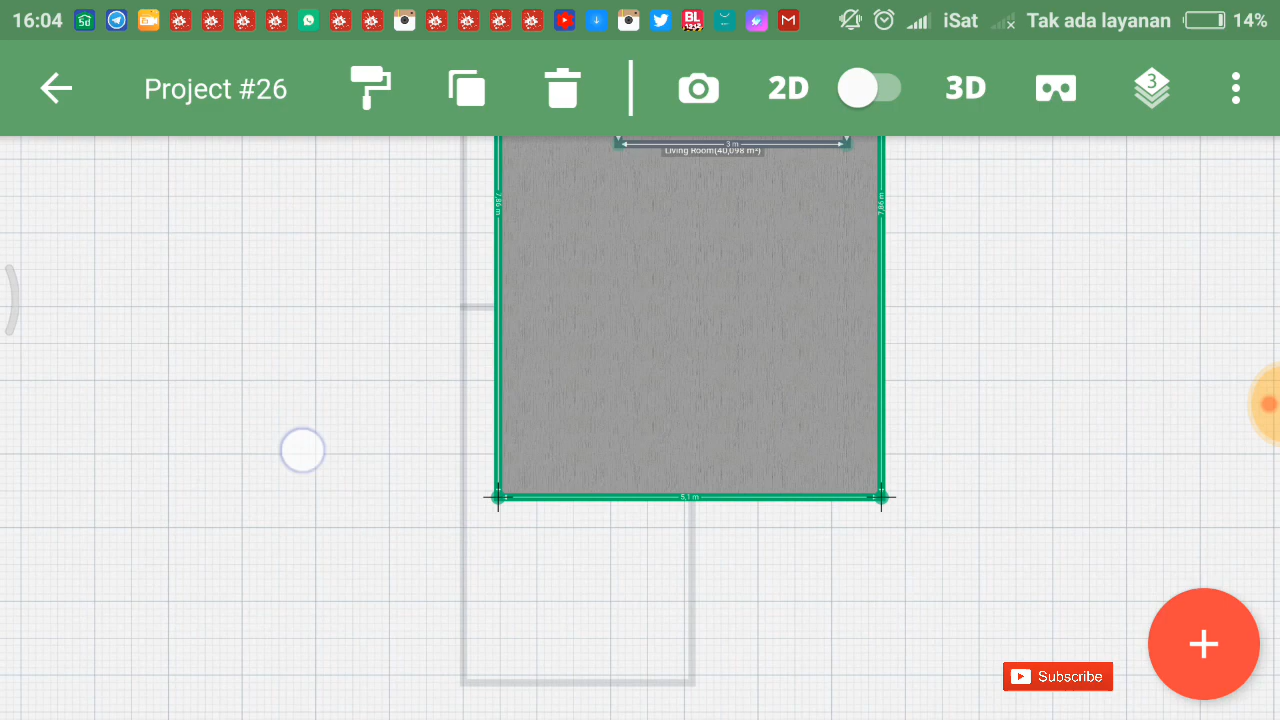 16:04
BL
iSat
Tak ada layanan
14%
Project #26
2D
3D
3
3 m
Living Room(40,098 m²)
7,86 m
7,86 m
5,1 m
Subscribe